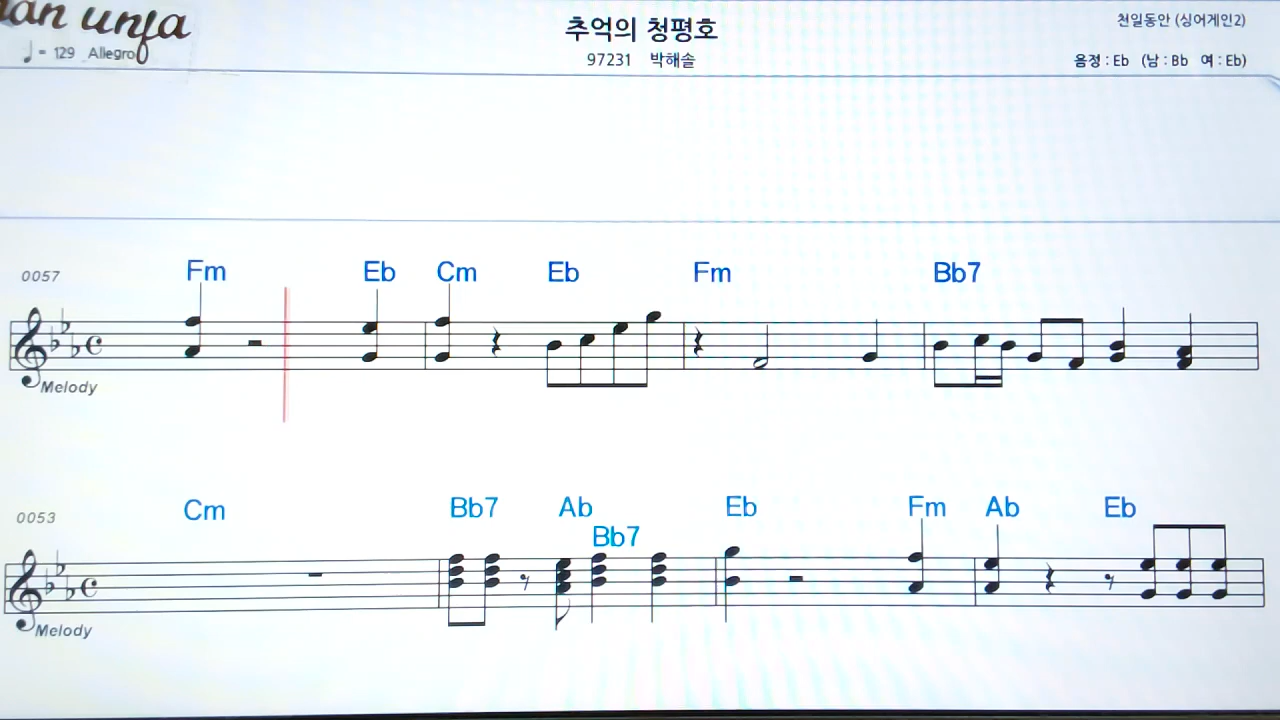 unfa
♩ = 129 Allegro
추억의 청평호
97231 박해솔
천일동안 (싱어게인2)
음정 : Eb (남 : Bb 여 : Eb)
0057
Fm Eb Cm Eb Fm Bb7
Melody
0053
Cm Bb7 Ab Bb7 Eb Fm Ab Eb
Melody